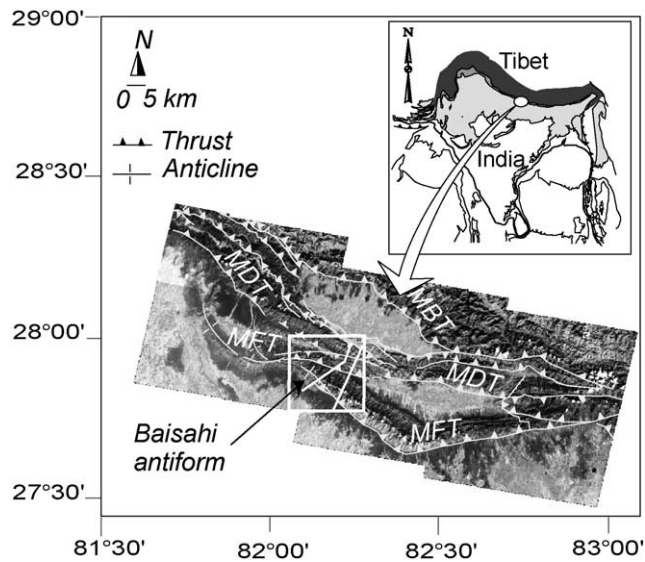 29°00'
28°30'
28°00'
27°30'
81°30'
82°00'
82°30'
83°00'
N
0 5 km
Thrust
Anticline
N
Tibet
India
MDT
MBT
MFT
MDT
MFT
Baisahi
antiform